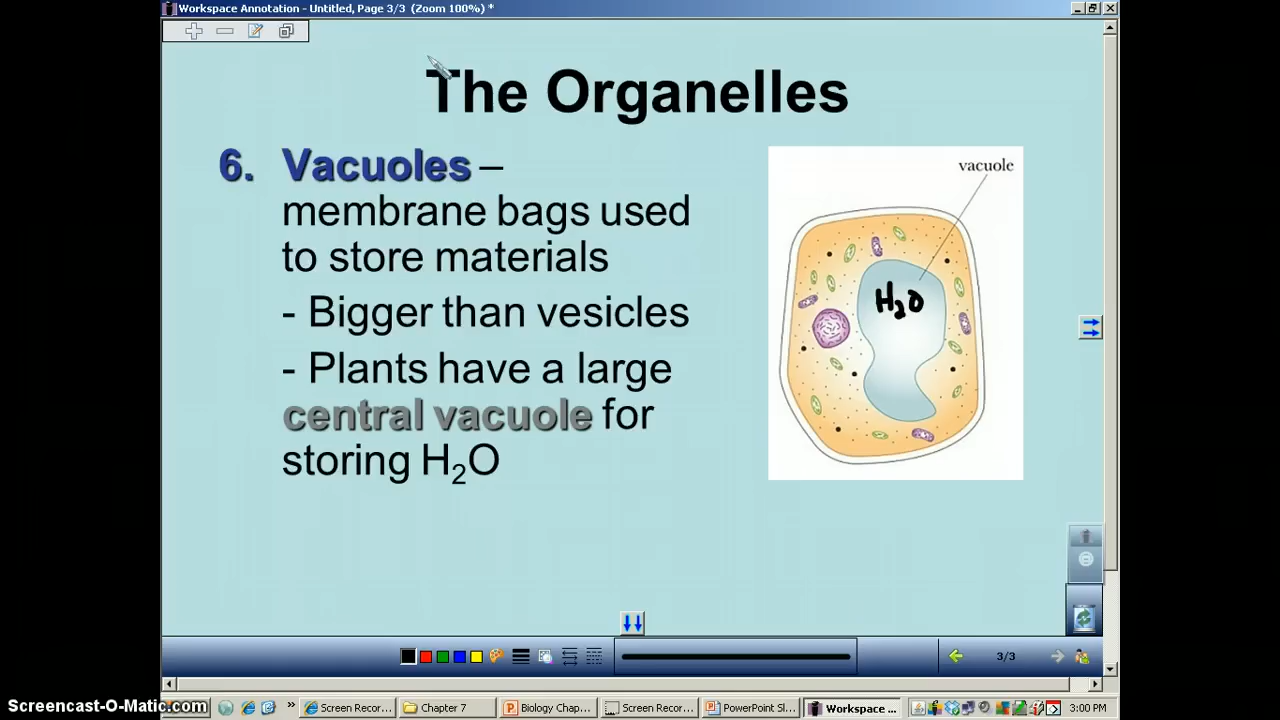 Workspace Annotation - Untitled, Page 3/3 (Zoom 100%) *
The Organelles
6. Vacuoles –
membrane bags used
to store materials
- Bigger than vesicles
- Plants have a large
central vacuole for
storing H₂O
vacuole
H₂O
3/3
Screencast-O-Matic.com
» Screen Recor...
Chapter 7
Biology Chap...
Screen Recor...
PowerPoint Sl...
Workspace ...
3:00 PM